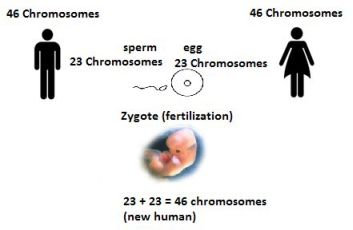 46 Chromosomes
46 Chromosomes
sperm
egg
23 Chromosomes
23 Chromosomes
Zygote (fertilization)
23 + 23 = 46 chromosomes
(new human)